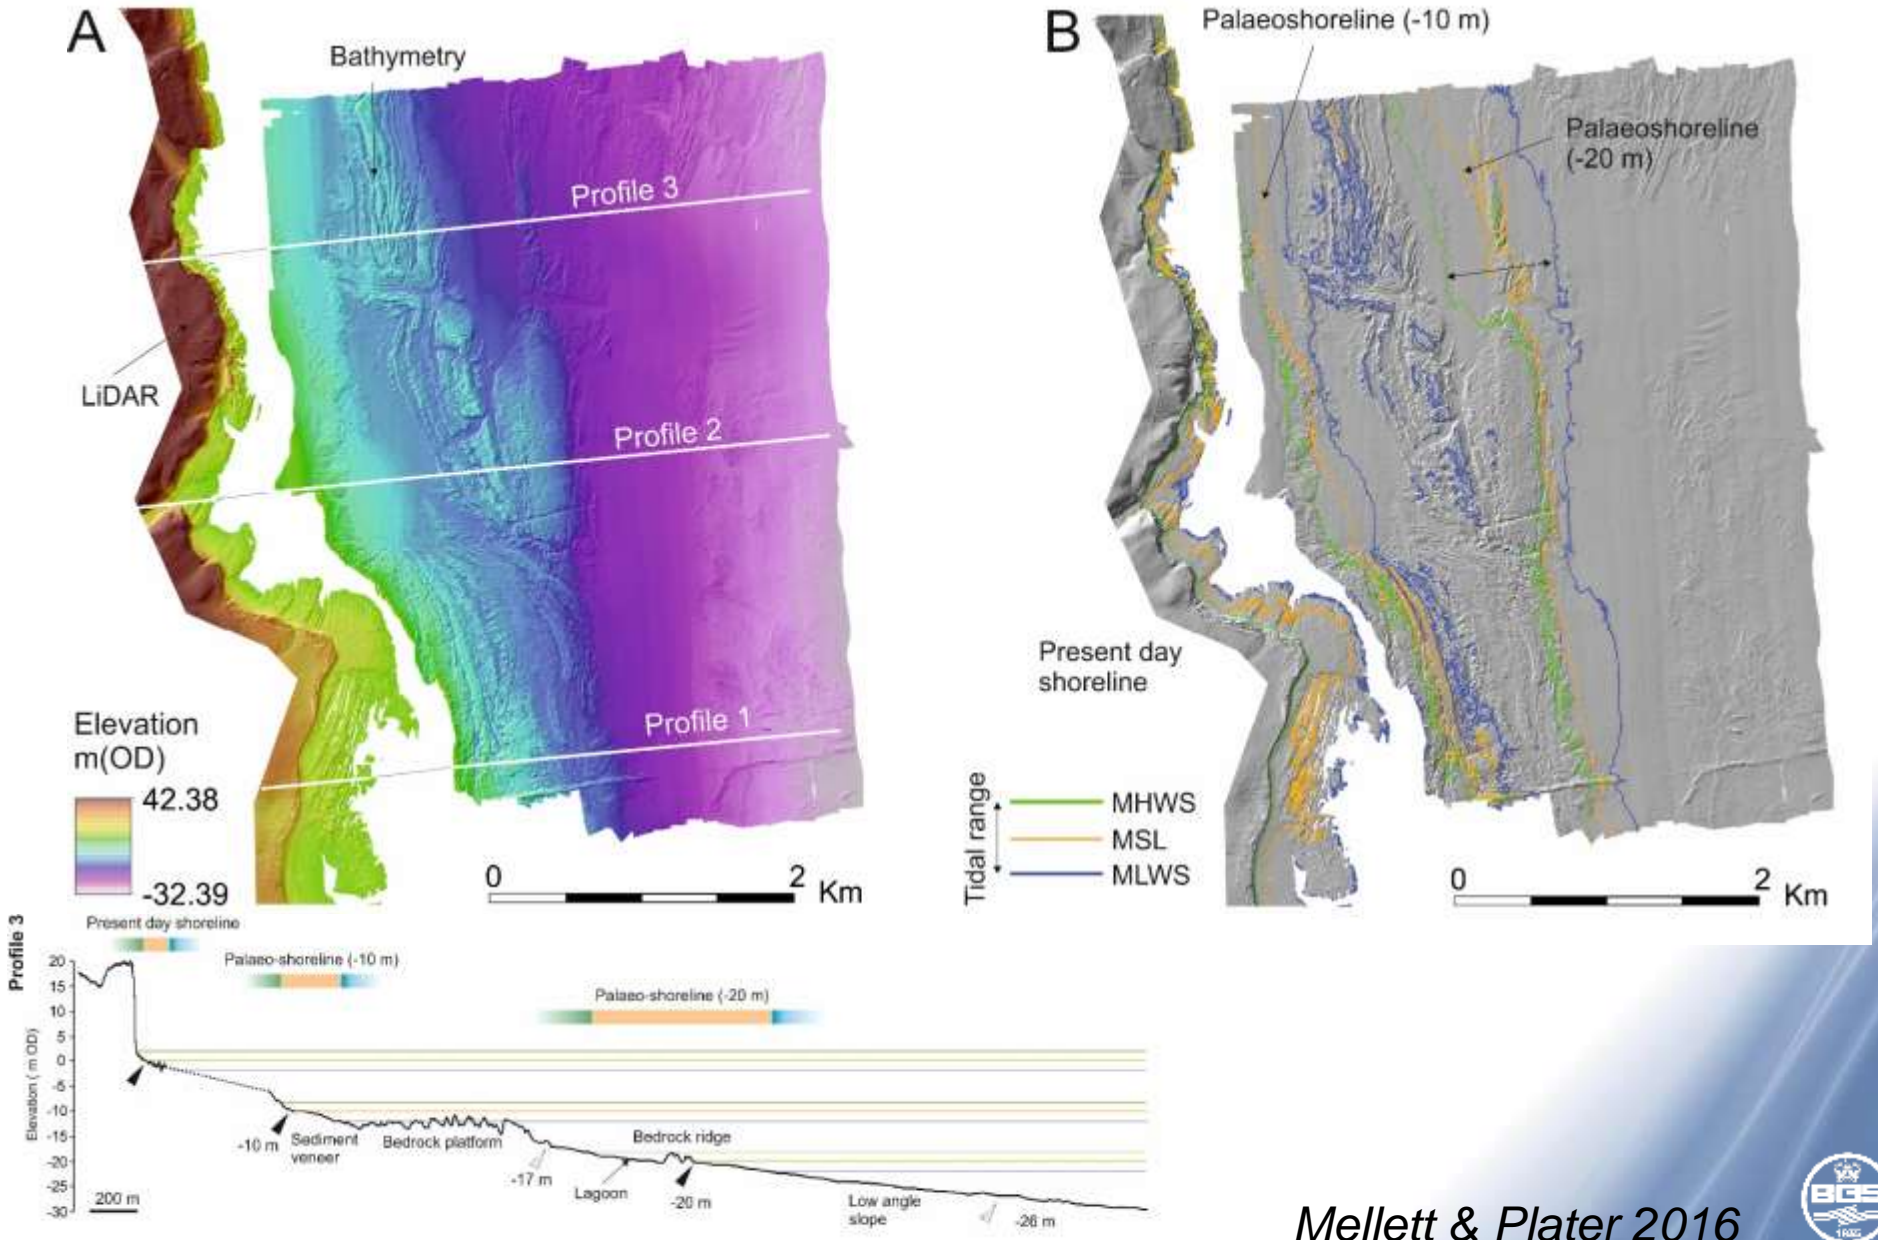 A
Bathymetry
Profile 3
LiDAR
Profile 2
Profile 1
Elevation
m(OD)
42.38
-32.39
0
2
Km
B
Palaeoshoreline (-10 m)
Palaeoshoreline
(-20 m)
Present day
shoreline
Tidal range
MHWS
MSL
MLWS
0
2
Km
Profile 3
Present day shoreline
Palaeo-shoreline (-10 m)
Palaeo-shoreline (-20 m)
Elevation ( m OD)
20
15
10
5
0
-5
-10
-15
-20
-25
-30
200 m
-10 m
Sediment
veneer
Bedrock platform
-17 m
Lagoon
Bedrock ridge
-20 m
Low angle
slope
-26 m
Mellett & Plater 2016
BGS
1835